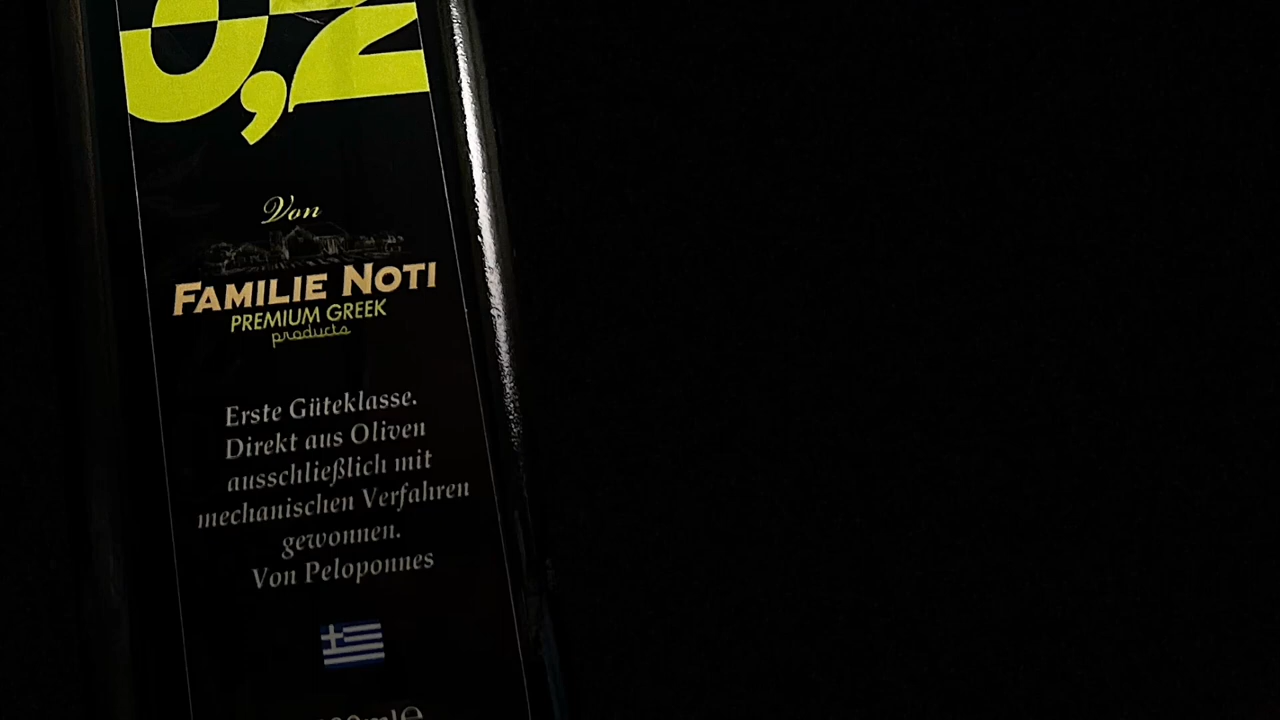 0,2
Von
FAMILIE NOTI
PREMIUM GREEK
products
Erste Güteklasse.
Direkt aus Oliven
ausschließlich mit
mechanischen Verfahren
gewonnen.
Von Peloponnes